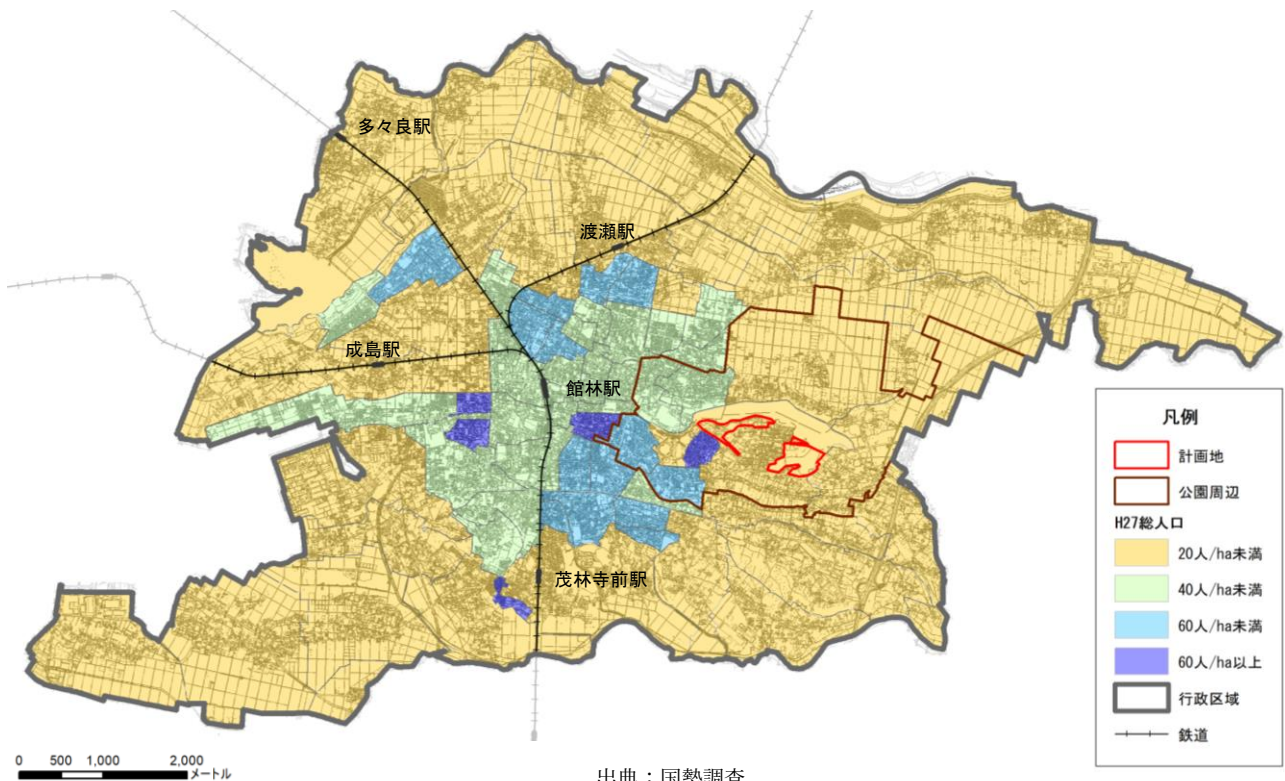 多々良駅
渡瀬駅
成島駅
館林駅
茂林寺前駅
凡例
計画地
公園周辺
H27総人口
20人/ha未満
40人/ha未満
60人/ha未満
60人/ha以上
行政区域
鉄道
0 500 1,000 2,000
メートル
出典：国勢調査